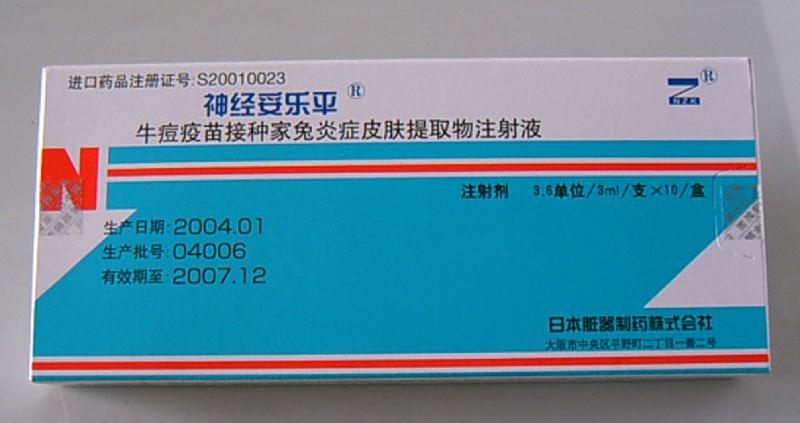 进口药品注册证号:S20010023
神经妥乐平®
NZK ®
牛痘疫苗接种家兔炎症皮肤提取物注射液
注射剂 3.6单位/3ml/支×10/盒
生产日期:2004.01
生产批号:04006
有效期至:2007.12
日本脏器制药株式会社
大阪市中央区平野町二丁目一番二号